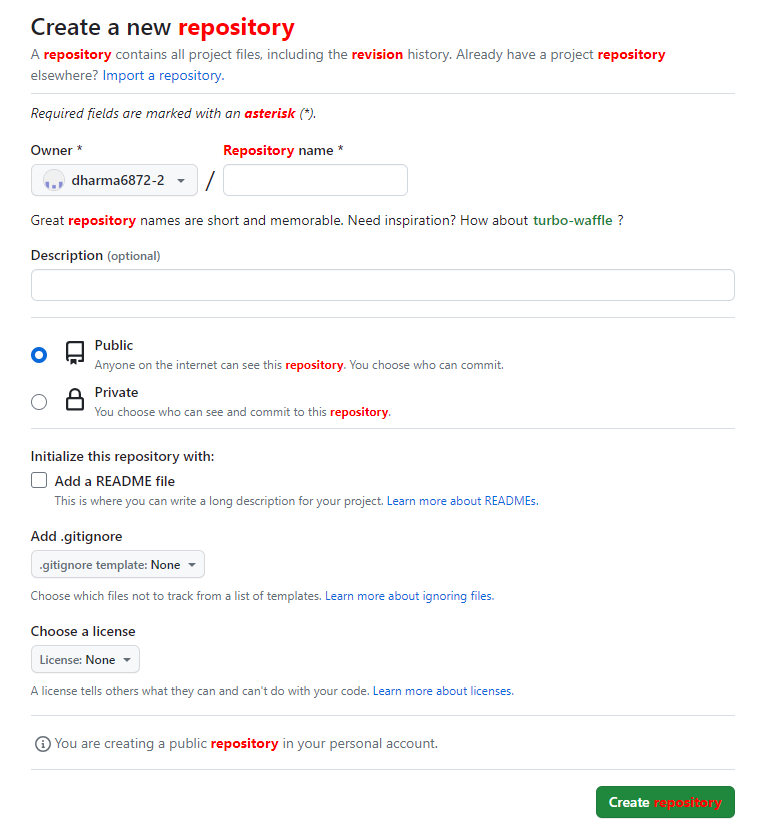 Create a new repository
A repository contains all project files, including the revision history. Already have a project repository
elsewhere? Import a repository.
Required fields are marked with an asterisk (*).
Owner * Repository name *
dharma6872-2 /
Great repository names are short and memorable. Need inspiration? How about turbo-waffle ?
Description (optional)
Public
Anyone on the internet can see this repository. You choose who can commit.
Private
You choose who can see and commit to this repository.
Initialize this repository with:
Add a README file
This is where you can write a long description for your project. Learn more about READMEs.
Add .gitignore
.gitignore template: None
Choose which files not to track from a list of templates. Learn more about ignoring files.
Choose a license
License: None
A license tells others what they can and can't do with your code. Learn more about licenses.
You are creating a public repository in your personal account.
Create repository